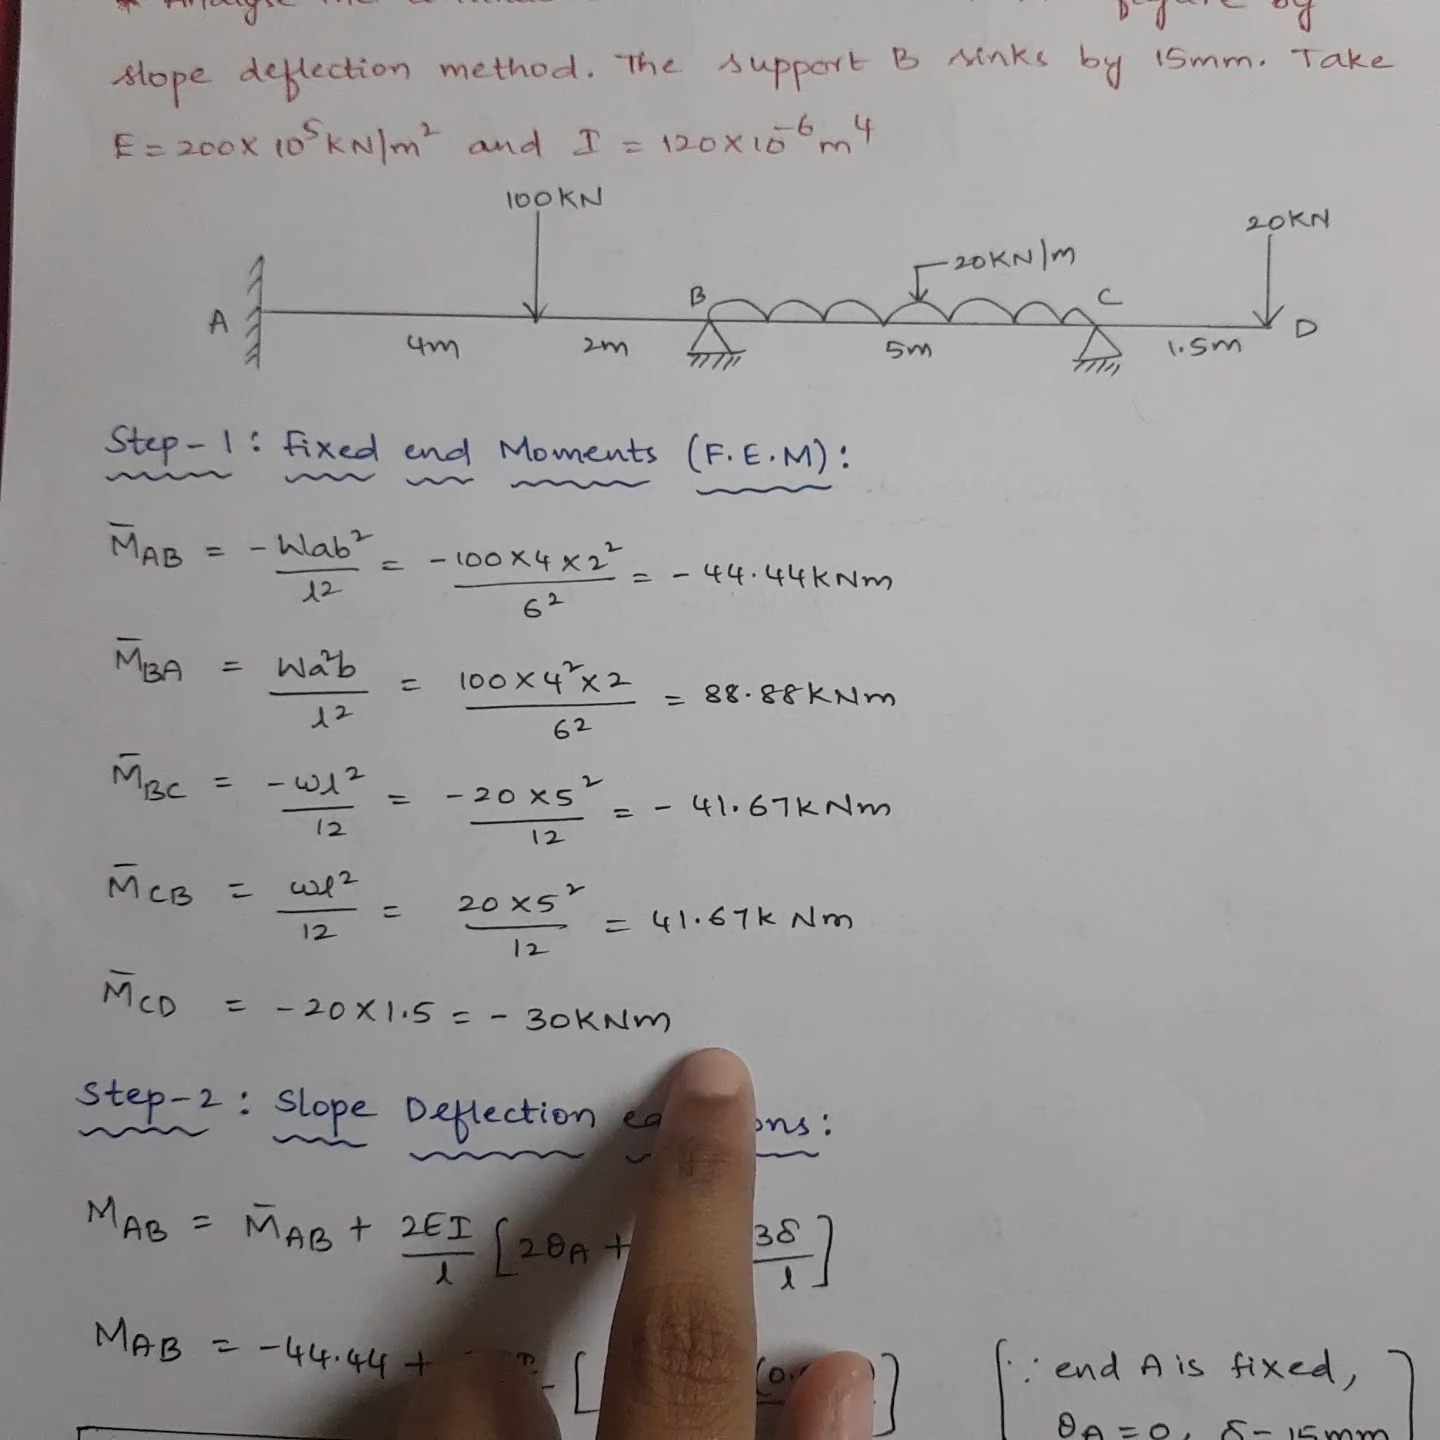 slope deflection method. The support B sinks by 15mm. Take
E = 200 × 10⁵ KN/m² and I = 120×10⁻⁶ m⁴
100KN
20KN
20KN/m
B
C
A
D
4m
2m
5m
1.5m
Step-1: Fixed end Moments (F.E.M):
M̄AB = -Wab²/l² = -100×4×2²/6² = -44.44KNm
M̄BA = Wa²b/l² = 100×4²×2/6² = 88.88KNm
M̄BC = -wl²/12 = -20×5²/12 = -41.67KNm
M̄CB = wl²/12 = 20×5²/12 = 41.67KNm
M̄CD = -20×1.5 = -30KNm
Step-2: Slope Deflection
MAB = M̄AB + 2EI/l [2θA + 3δ/l]
MAB = -44.44 + [ ]
[∵ end A is fixed,
θA = 0, δ = 15mm]